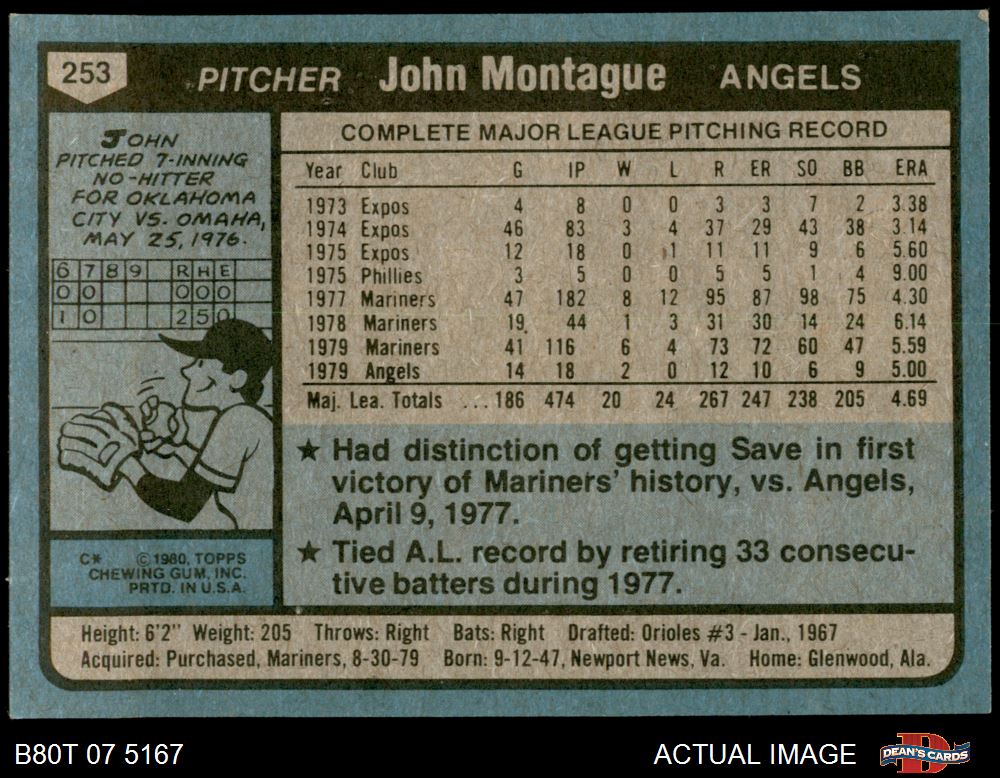 253 PITCHER John Montague ANGELS
JOHN
PITCHED 7-INNING
NO-HITTER
FOR OKLAHOMA
CITY VS. OMAHA,
MAY 25, 1976.
6 7 8 9 R H E
0 0 0 0 0
1 0 2 5 0
C* © 1980, TOPPS
CHEWING GUM, INC.
PRTD. IN U.S.A.
COMPLETE MAJOR LEAGUE PITCHING RECORD
Year Club G IP W L R ER SO BB ERA
1973 Expos 4 8 0 0 3 3 7 2 3.38
1974 Expos 46 83 3 4 37 29 43 38 3.14
1975 Expos 12 18 0 1 11 11 9 6 5.60
1975 Phillies 3 5 0 0 5 5 1 4 9.00
1977 Mariners 47 182 8 12 95 87 98 75 4.30
1978 Mariners 19 44 1 3 31 30 14 24 6.14
1979 Mariners 41 116 6 4 73 72 60 47 5.59
1979 Angels 14 18 2 0 12 10 6 9 5.00
Maj. Lea. Totals ... 186 474 20 24 267 247 238 205 4.69
★ Had distinction of getting Save in first
victory of Mariners' history, vs. Angels,
April 9, 1977.
★ Tied A.L. record by retiring 33 consecu-
tive batters during 1977.
Height: 6'2" Weight: 205 Throws: Right Bats: Right Drafted: Orioles #3 - Jan., 1967
Acquired: Purchased, Mariners, 8-30-79 Born: 9-12-47, Newport News, Va. Home: Glenwood, Ala.
B80T 07 5167 ACTUAL IMAGE DEAN'S CARDS